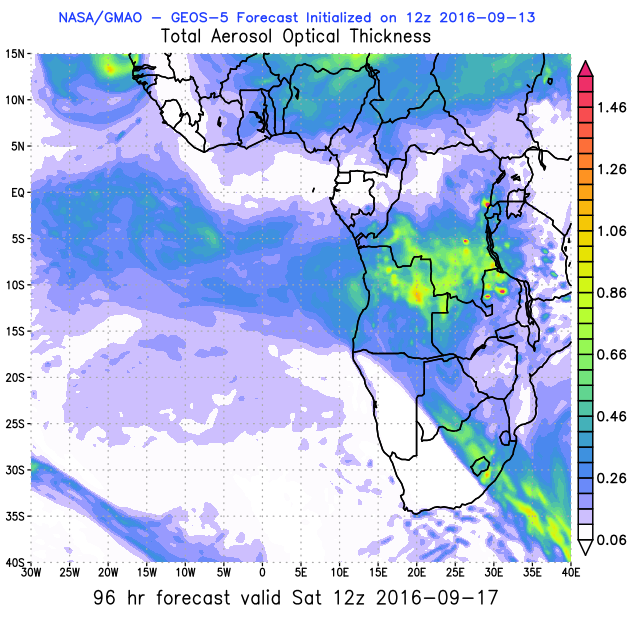 NASA/GMAO - GEOS-5 Forecast Initialized on 12z 2016-09-13
Total Aerosol Optical Thickness
15N
10N
5N
EQ
5S
10S
15S
20S
25S
30S
35S
40S
30W 25W 20W 15W 10W 5W 0 5E 10E 15E 20E 25E 30E 35E 40E
1.46
1.26
1.06
0.86
0.66
0.46
0.26
0.06
96 hr forecast valid Sat 12z 2016-09-17